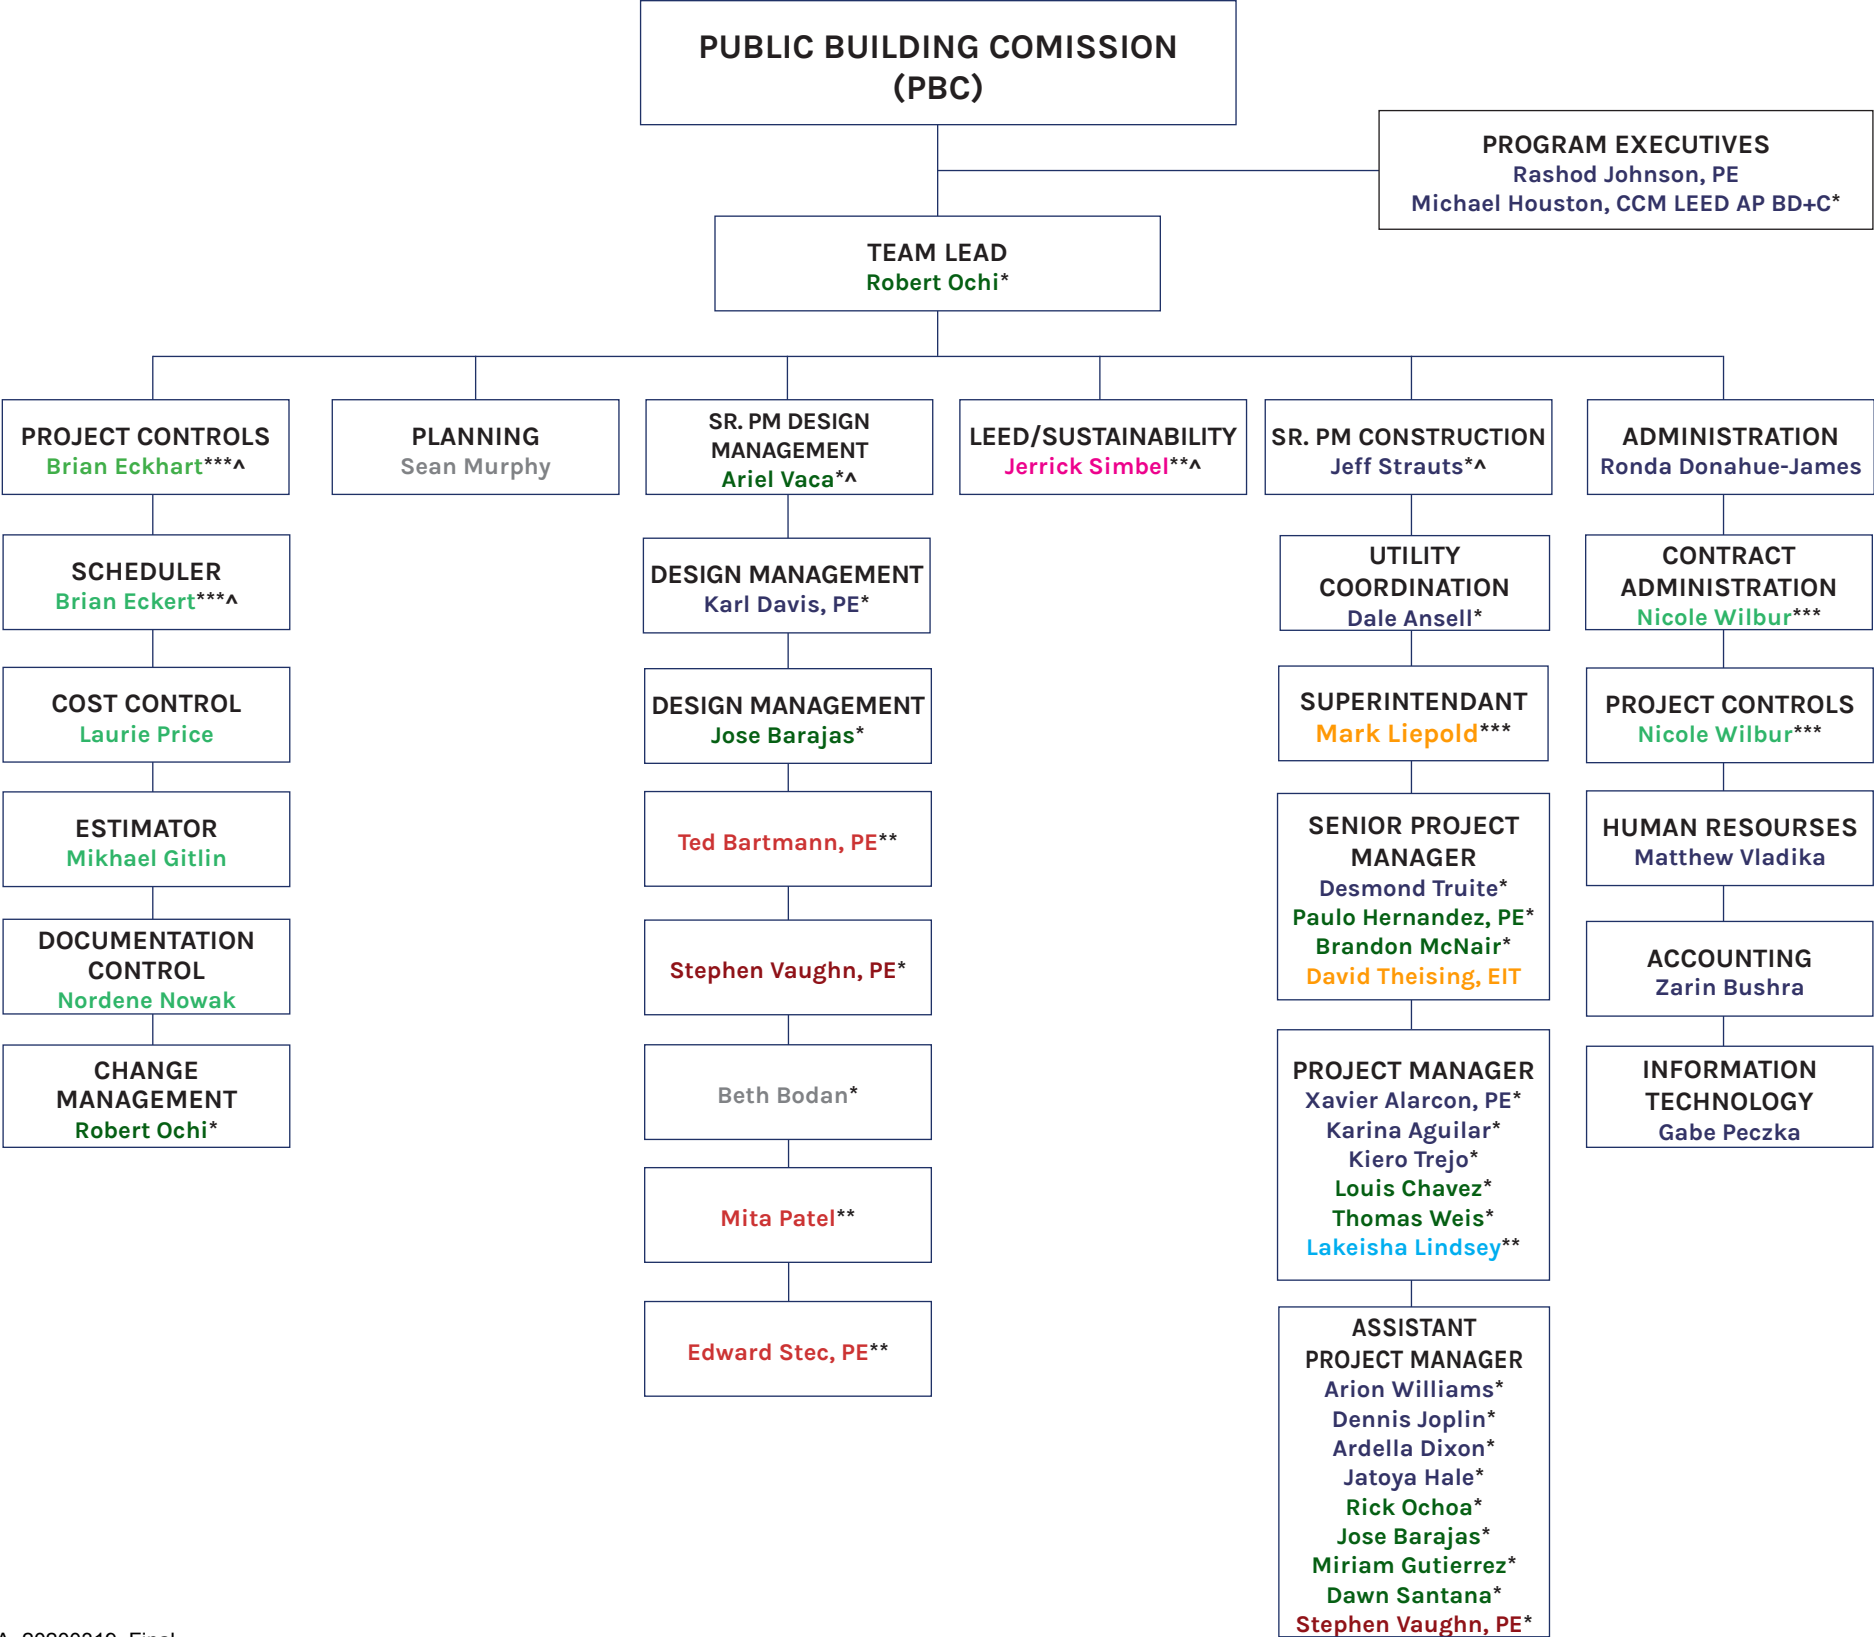 PUBLIC BUILDING COMISSION
(PBC)
PROGRAM EXECUTIVES
Rashod Johnson, PE
Michael Houston, CCM LEED AP BD+C*
TEAM LEAD
Robert Ochi*
PROJECT CONTROLS
Brian Eckhart***^
SCHEDULER
Brian Eckert***^
COST CONTROL
Laurie Price
ESTIMATOR
Mikhael Gitlin
DOCUMENTATION
CONTROL
Nordene Nowak
CHANGE
MANAGEMENT
Robert Ochi*
PLANNING
Sean Murphy
SR. PM DESIGN
MANAGEMENT
Ariel Vaca*^
DESIGN MANAGEMENT
Karl Davis, PE*
DESIGN MANAGEMENT
Jose Barajas*
Ted Bartmann, PE**
Stephen Vaughn, PE*
Beth Bodan*
Mita Patel**
Edward Stec, PE**
LEED/SUSTAINABILITY
Jerrick Simbel**^
SR. PM CONSTRUCTION
Jeff Strauts*^
UTILITY
COORDINATION
Dale Ansell*
SUPERINTENDANT
Mark Liepold***
SENIOR PROJECT
MANAGER
Desmond Truite*
Paulo Hernandez, PE*
Brandon McNair*
David Theising, EIT
PROJECT MANAGER
Xavier Alarcon, PE*
Karina Aguilar*
Kiero Trejo*
Louis Chavez*
Thomas Weis*
Lakeisha Lindsey**
ASSISTANT
PROJECT MANAGER
Arion Williams*
Dennis Joplin*
Ardella Dixon*
Jatoya Hale*
Rick Ochoa*
Jose Barajas*
Miriam Gutierrez*
Dawn Santana*
Stephen Vaughn, PE*
ADMINISTRATION
Ronda Donahue-James
CONTRACT
ADMINISTRATION
Nicole Wilbur***
PROJECT CONTROLS
Nicole Wilbur***
HUMAN RESOURSES
Matthew Vladika
ACCOUNTING
Zarin Bushra
INFORMATION
TECHNOLOGY
Gabe Peczka